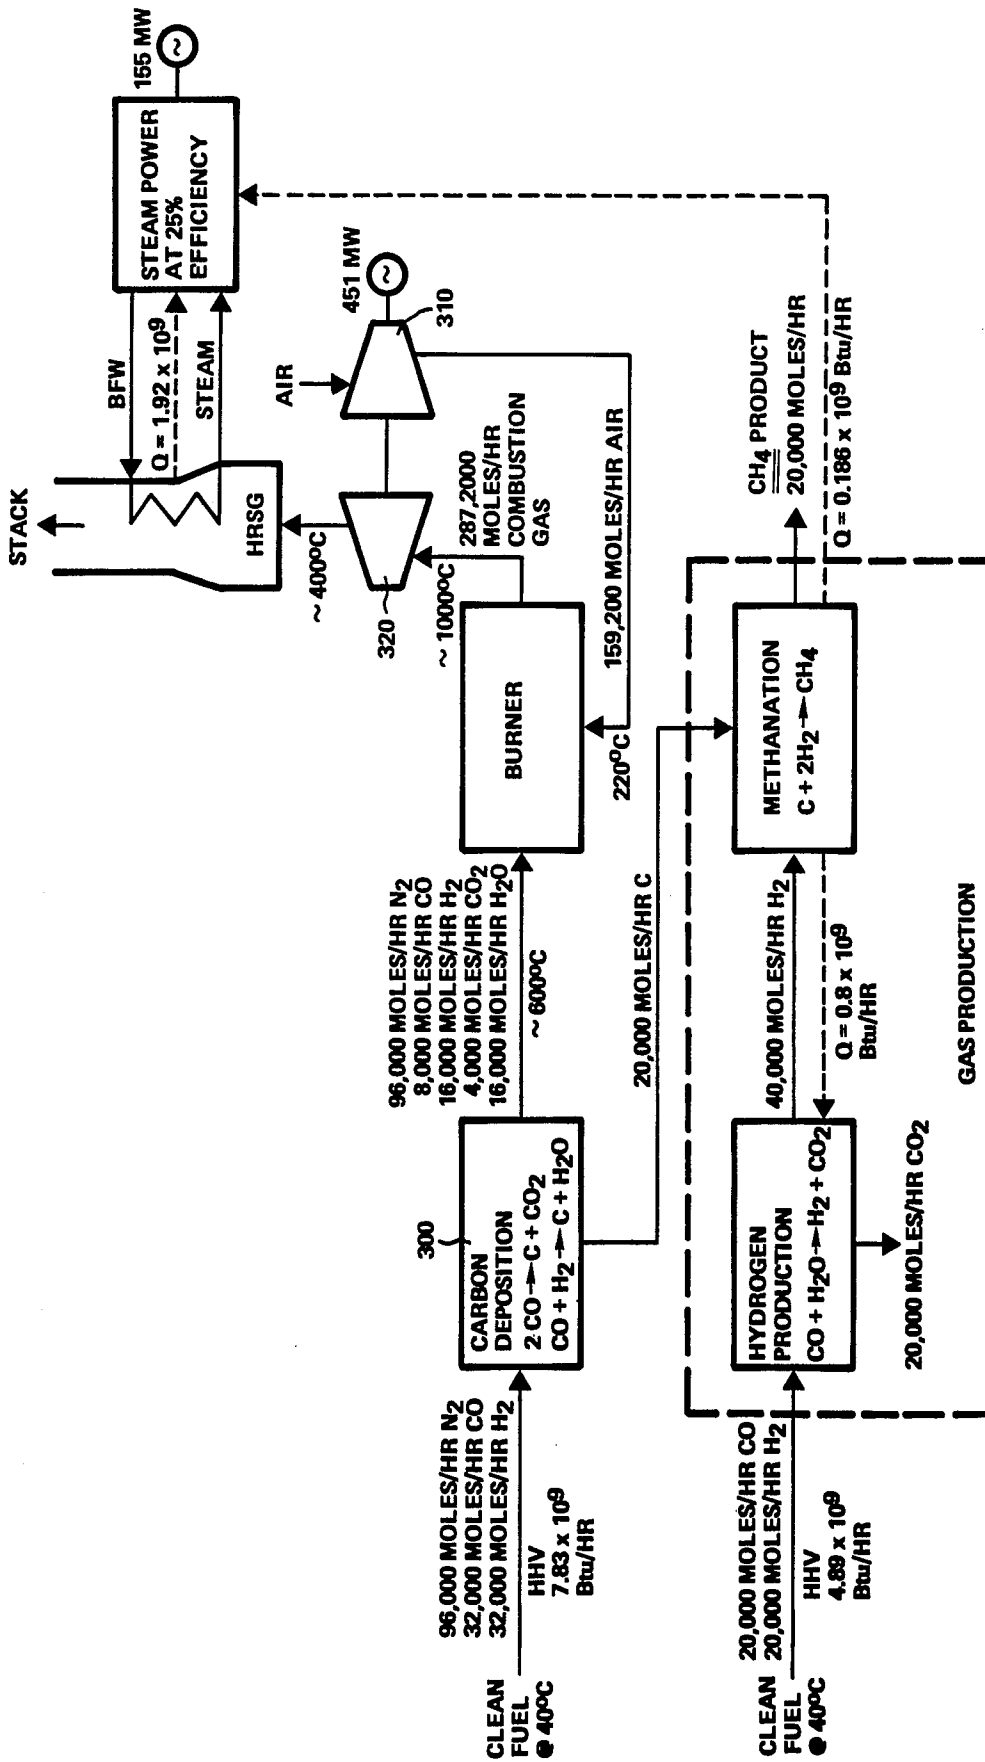 CLEAN
FUEL
@ 40ºC
96,000 MOLES/HR N2
32,000 MOLES/HR CO
32,000 MOLES/HR H2
HHV
7.83 x 10⁹
Btu/HR
300
CARBON
DEPOSITION
2 CO → C + CO2
CO + H2 → C + H2O
96,000 MOLES/HR N2
8,000 MOLES/HR CO
16,000 MOLES/HR H2
4,000 MOLES/HR CO2
16,000 MOLES/HR H2O
~ 600ºC
20,000 MOLES/HR C
BURNER
220ºC
159,200 MOLES/HR AIR
~ 1000ºC
287,2000
MOLES/HR
COMBUSTION
GAS
320
~ 400ºC
HRSG
STACK
AIR
310
451 MW
~
BFW
Q = 1.92 x 10⁹
STEAM
STEAM POWER
AT 25%
EFFICIENCY
155 MW
~
CLEAN
FUEL
@ 40ºC
20,000 MOLES/HR CO
20,000 MOLES/HR H2
HHV
4.89 x 10⁹
Btu/HR
HYDROGEN
PRODUCTION
CO + H2O → H2 + CO2
20,000 MOLES/HR CO2
40,000 MOLES/HR H2
Q = 0.8 x 10⁹
Btu/HR
METHANATION
C + 2H2 → CH4
CH4 PRODUCT
20,000 MOLES/HR
Q = 0.186 x 10⁹ Btu/HR
GAS PRODUCTION